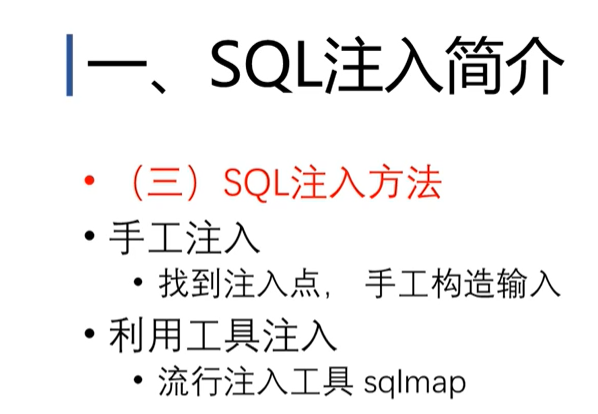 一、SQL注入简介
• （三）SQL注入方法
• 手工注入
• 找到注入点， 手工构造输入
• 利用工具注入
• 流行注入工具 sqlmap